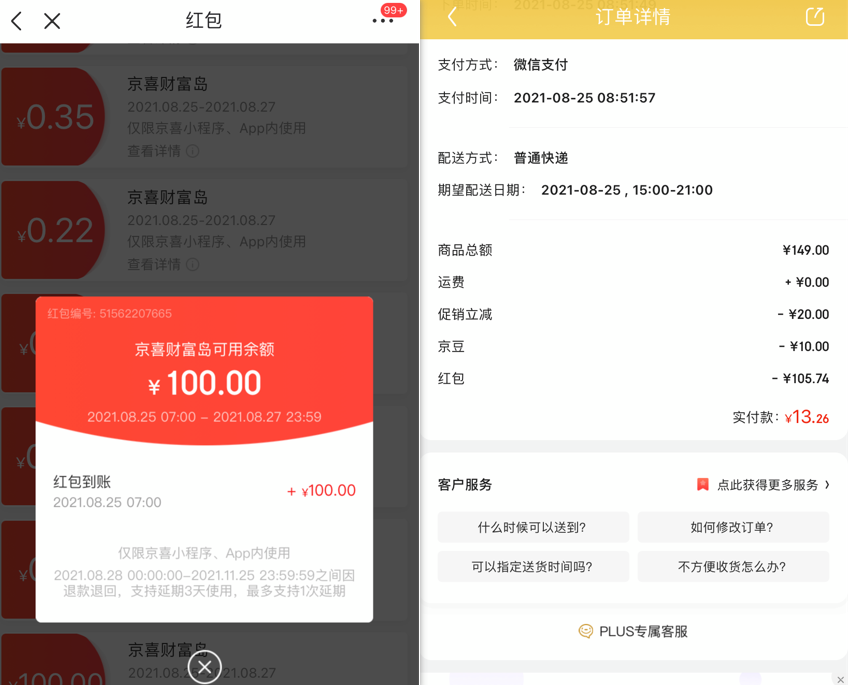 红包
99+
¥0.35
京喜财富岛
2021.08.25-2021.08.27
仅限京喜小程序、App内使用
查看详情
¥0.22
京喜财富岛
2021.08.25-2021.08.27
仅限京喜小程序、App内使用
查看详情
红包编号: 51562207665
京喜财富岛可用余额
¥ 100.00
2021.08.25 07:00 – 2021.08.27 23:59
红包到账
2021.08.25 07:00
+ ¥100.00
仅限京喜小程序、App内使用
2021.08.28 00:00:00–2021.11.25 23:59:59之间因
退款退回，支持延期3天使用，最多支持1次延期
¥100.00
京喜财富岛
2021.08.25-2021.08.27
订单详情
支付方式： 微信支付
支付时间： 2021-08-25 08:51:57
配送方式： 普通快递
期望配送日期： 2021-08-25 , 15:00-21:00
商品总额 ¥149.00
运费 + ¥0.00
促销立减 - ¥20.00
京豆 - ¥10.00
红包 - ¥105.74
实付款：¥13.26
客户服务
点此获得更多服务 ›
什么时候可以送到?
如何修改订单?
可以指定送货时间吗?
不方便收货怎么办?
PLUS专属客服